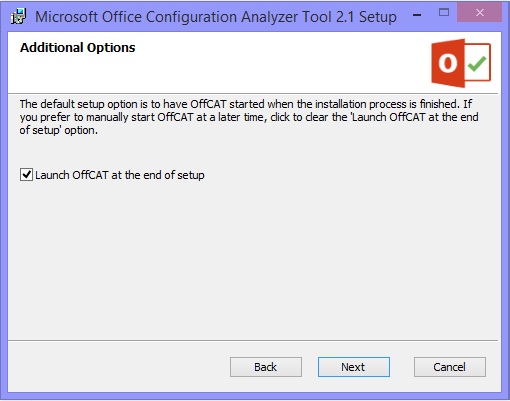 Microsoft Office Configuration Analyzer Tool 2.1 Setup
Additional Options
The default setup option is to have OffCAT started when the installation process is finished. If
you prefer to manually start OffCAT at a later time, click to clear the 'Launch OffCAT at the end
of setup' option.
Launch OffCAT at the end of setup
Back
Next
Cancel